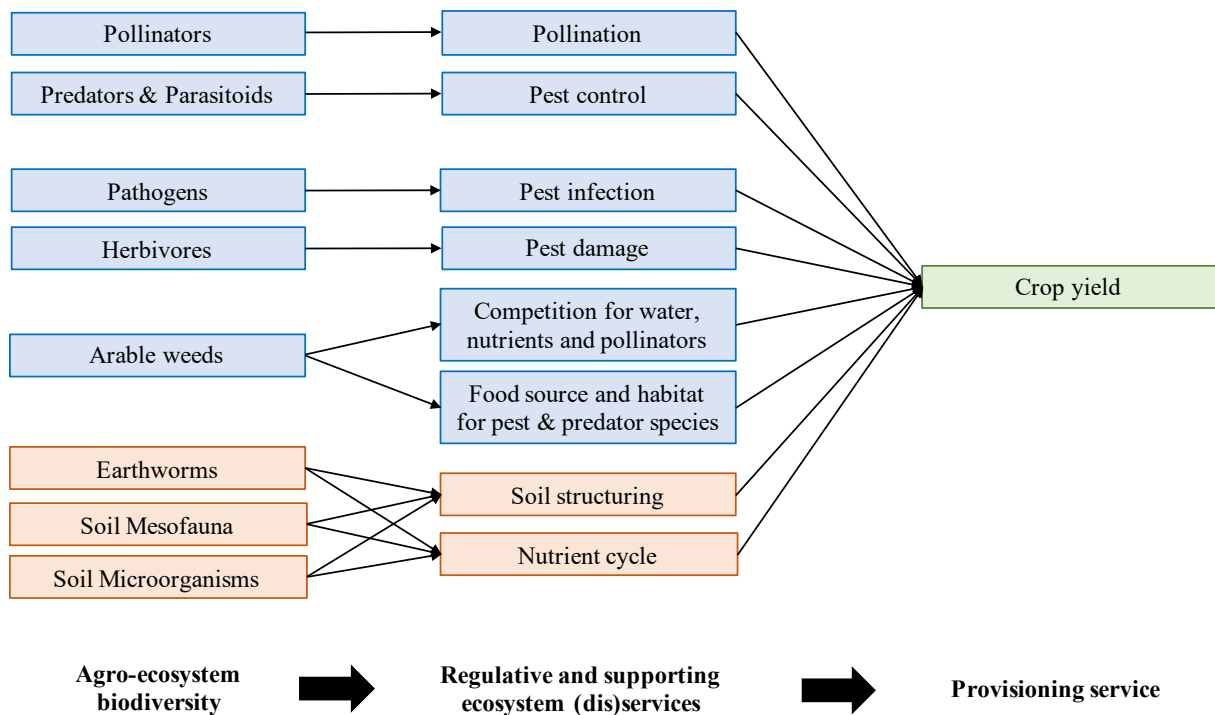 Pollinators
Pollination
Predators & Parasitoids
Pest control
Pathogens
Pest infection
Herbivores
Pest damage
Crop yield
Arable weeds
Competition for water,
nutrients and pollinators
Food source and habitat
for pest & predator species
Earthworms
Soil structuring
Soil Mesofauna
Nutrient cycle
Soil Microorganisms
Agro-ecosystem
biodiversity
Regulative and supporting
ecosystem (dis)services
Provisioning service